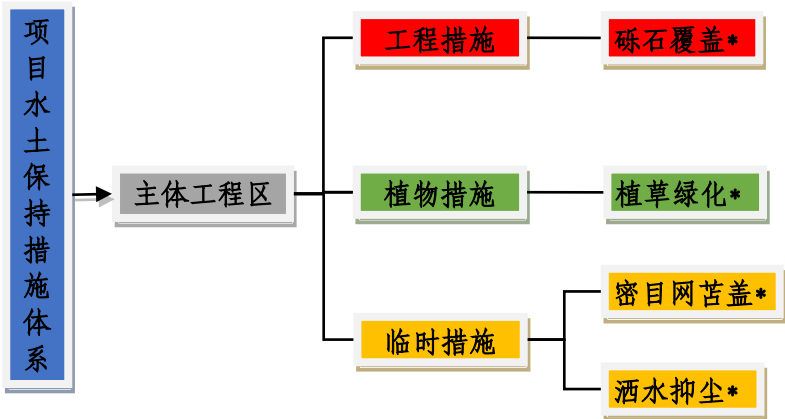 项目水土保持措施体系
主体工程区
工程措施
砾石覆盖*
植物措施
植草绿化*
临时措施
密目网苫盖*
洒水抑尘*